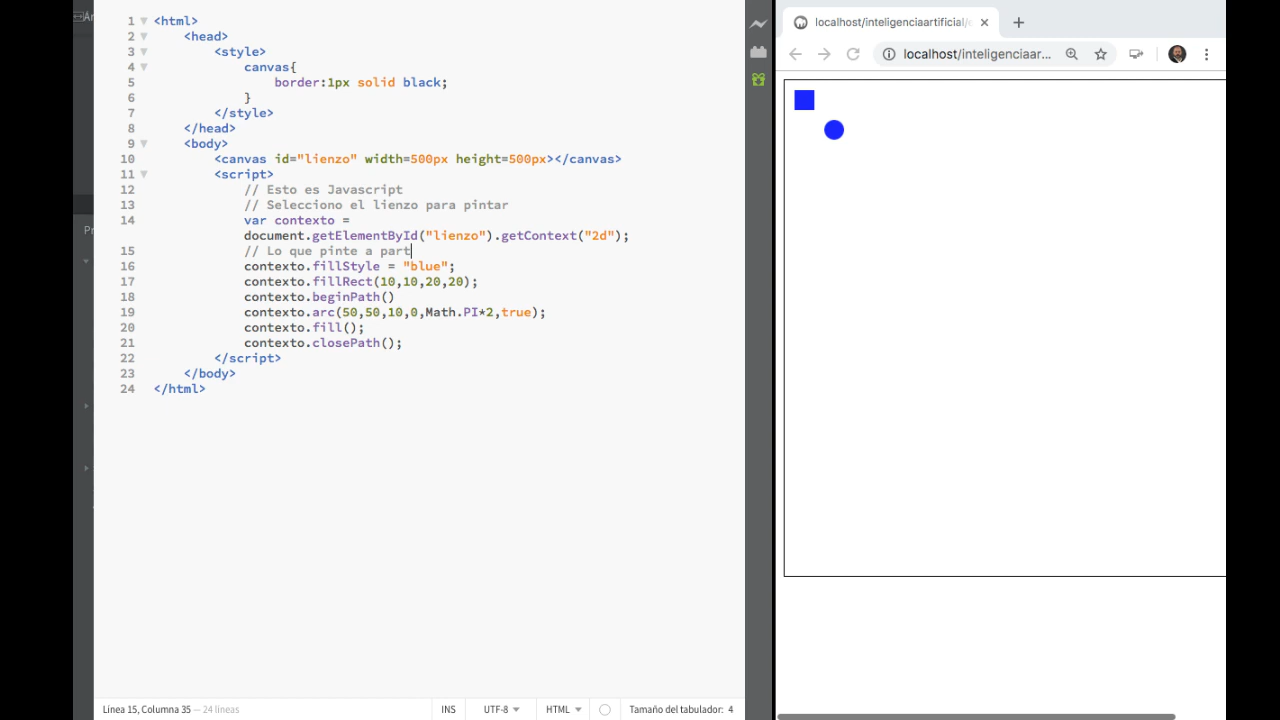 1 <html>
2 <head>
3 <style>
4 canvas{
5 border:1px solid black;
6 }
7 </style>
8 </head>
9 <body>
10 <canvas id="lienzo" width=500px height=500px></canvas>
11 <script>
12 // Esto es Javascript
13 // Selecciono el lienzo para pintar
14 var contexto =
document.getElementById("lienzo").getContext("2d");
15 // Lo que pinte a part
16 contexto.fillStyle = "blue";
17 contexto.fillRect(10,10,20,20);
18 contexto.beginPath()
19 contexto.arc(50,50,10,0,Math.PI*2,true);
20 contexto.fill();
21 contexto.closePath();
22 </script>
23 </body>
24 </html>
Pr
Línea 15, Columna 35 — 24 líneas
INS
UTF-8
HTML
Tamaño del tabulador: 4
localhost/inteligenciaartificial/
localhost/inteligenciaar...